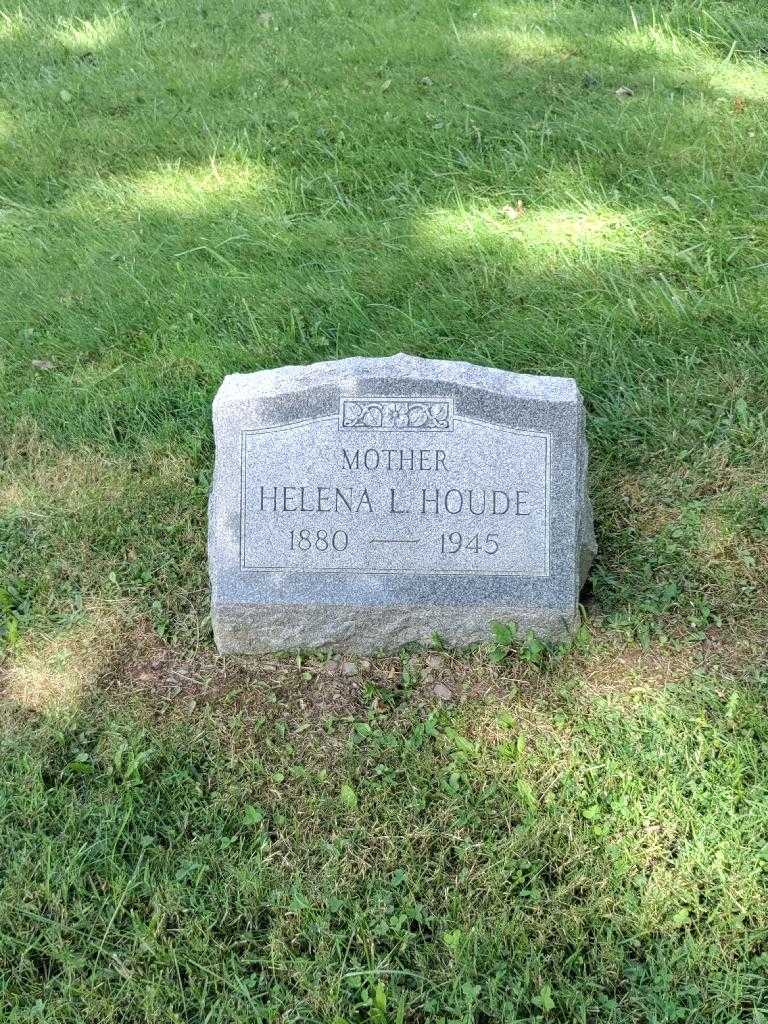 MOTHER
HELENA L. HOUDE
1880 — 1945